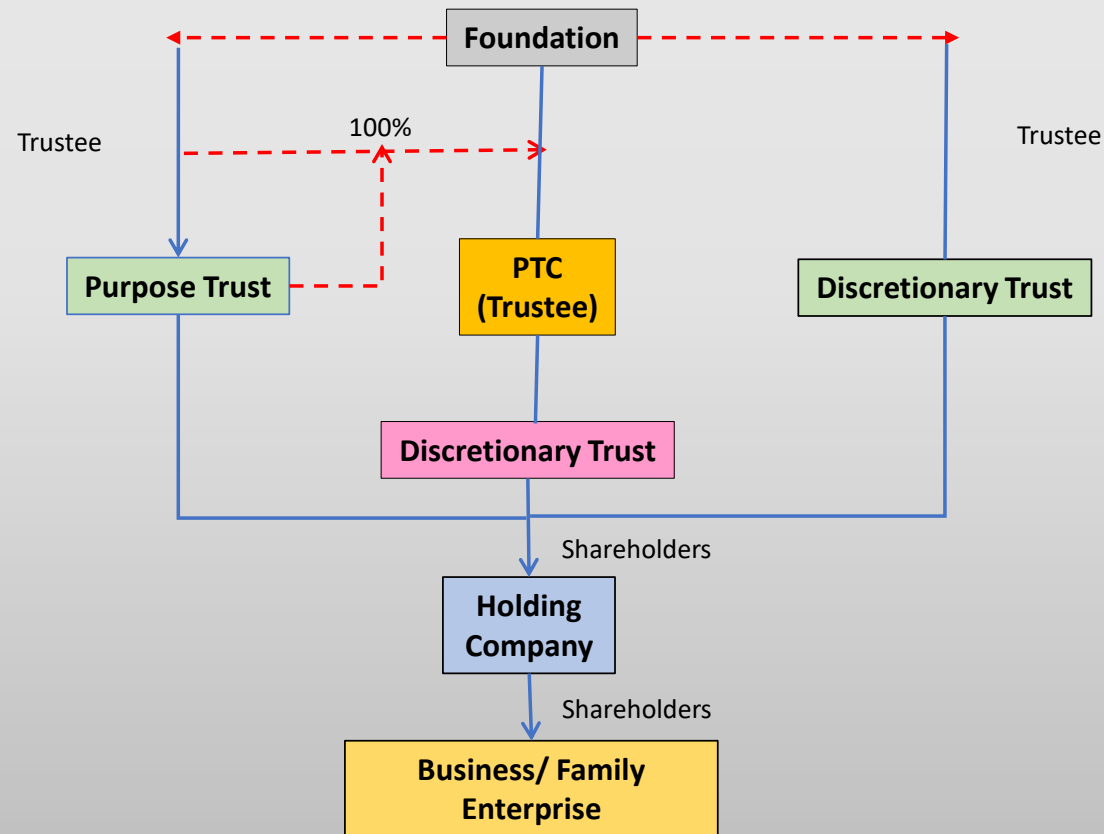 Foundation
100%
Trustee
Trustee
Purpose Trust
PTC
(Trustee)
Discretionary Trust
Discretionary Trust
Shareholders
Holding
Company
Shareholders
Business/ Family
Enterprise